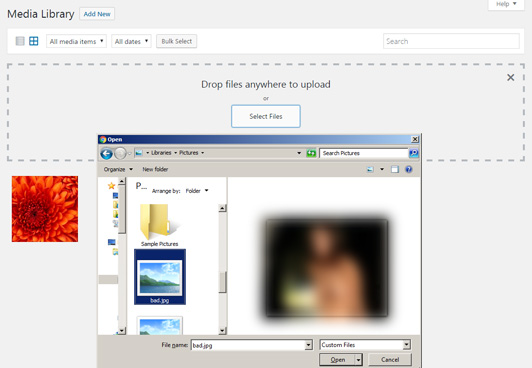 Help
Media Library Add New
All media items All dates Bulk Select Search
Drop files anywhere to upload
or
Select Files
Open
Libraries Pictures Search Pictures
Organize New folder
P... Arrange by: Folder
Sample Pictures
bad.jpg
File name: bad.jpg Custom Files
Open Cancel